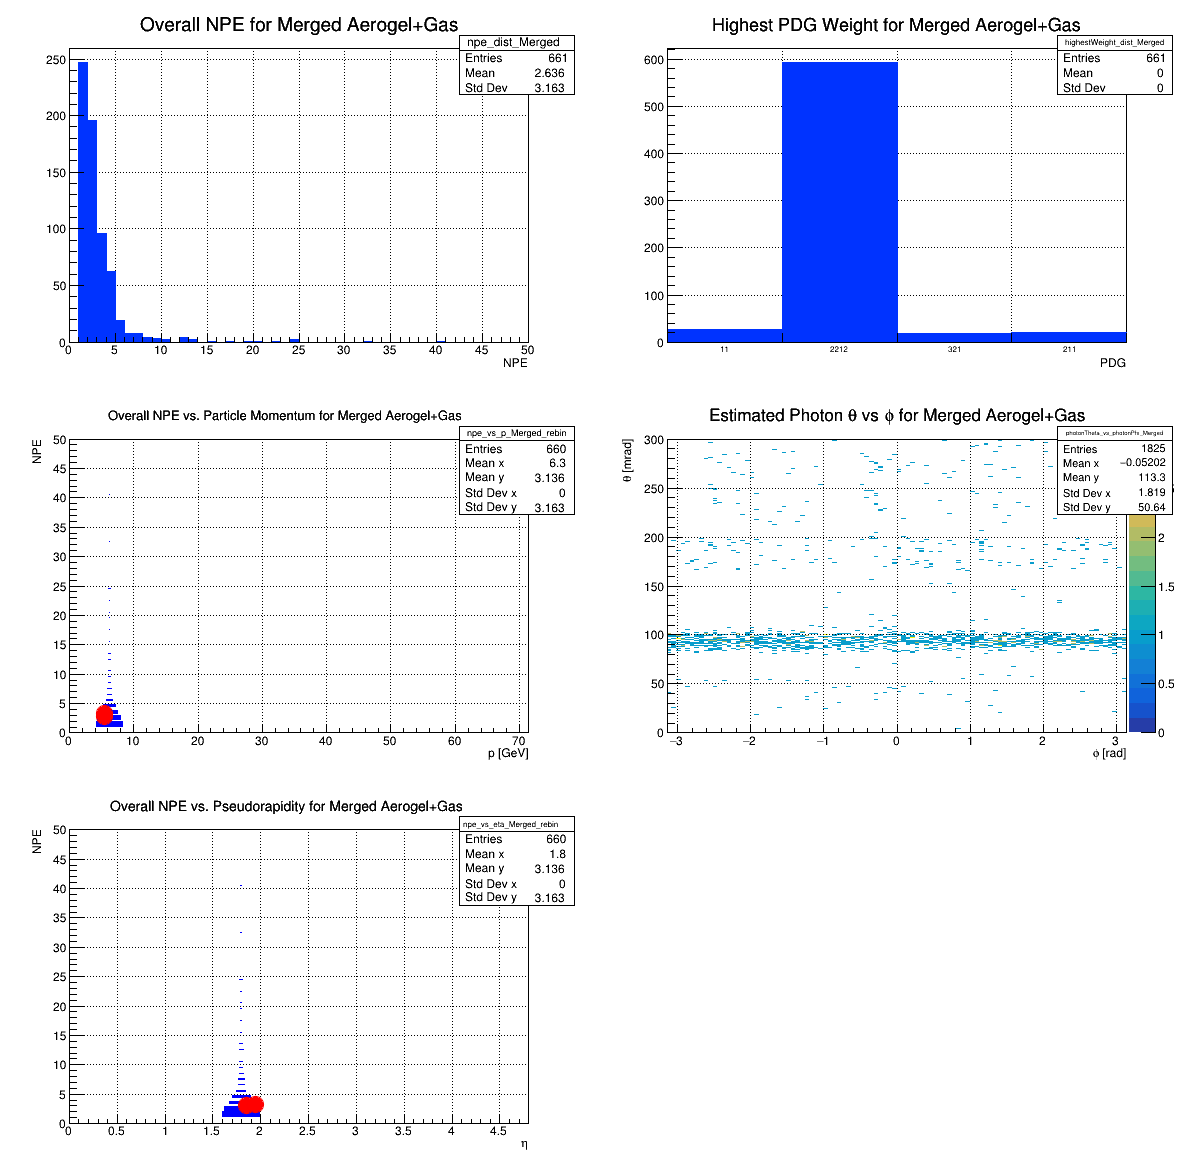 Overall NPE for Merged Aerogel+Gas
npe_dist_Merged
Entries 661
Mean 2.636
Std Dev 3.163
250
200
150
100
50
0
0 5 10 15 20 25 30 35 40 45 50
NPE
Highest PDG Weight for Merged Aerogel+Gas
highestWeight_dist_Merged
Entries 661
Mean 0
Std Dev 0
600
500
400
300
200
100
0
11 2212 321 211
PDG
Overall NPE vs. Particle Momentum for Merged Aerogel+Gas
npe_vs_p_Merged_rebin
Entries 660
Mean x 6.3
Mean y 3.136
Std Dev x 0
Std Dev y 3.163
NPE
50
45
40
35
30
25
20
15
10
5
0
0 10 20 30 40 50 60 70
p [GeV]
Estimated Photon θ vs ϕ for Merged Aerogel+Gas
photonTheta_vs_photonPhi_Merged
Entries 1825
Mean x −0.05202
Mean y 113.3
Std Dev x 1.819
Std Dev y 50.64
θ [mrad]
300
250
200
150
100
50
0
−3 −2 −1 0 1 2 3
ϕ [rad]
2
1.5
1
0.5
0
Overall NPE vs. Pseudorapidity for Merged Aerogel+Gas
npe_vs_eta_Merged_rebin
Entries 660
Mean x 1.8
Mean y 3.136
Std Dev x 0
Std Dev y 3.163
NPE
50
45
40
35
30
25
20
15
10
5
0
0 0.5 1 1.5 2 2.5 3 3.5 4 4.5
η